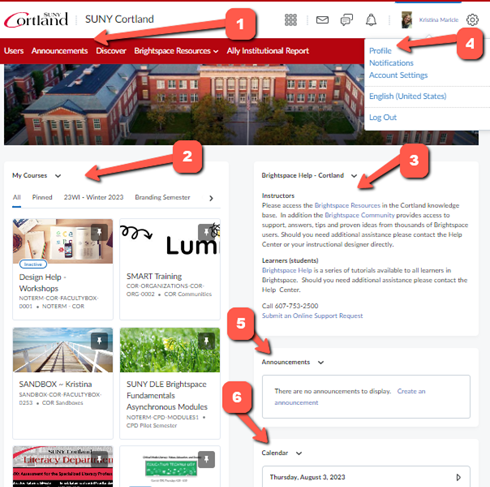 SUNY
Cortland
SUNY Cortland
Kristina Maricle
1
Users Announcements Discover Brightspace Resources Ally Institutional Report
4
Profile
Notifications
Account Settings
English (United States)
Log Out
2
My Courses
All Pinned 23WI - Winter 2023 Branding Semester
Inactive
Design Help -
Workshops
NOTERM-COR-FACULTYBOX-
0001 • NOTERM - COR
Lum
SMART Training
COR-ORGANIZATIONS-COR-
ORG-0002 • COR Communities
SANDBOX – Kristina
NOTERM-COR-FACULTYBOX-
0253 • COR Sandboxes
SUNY DLE Brightspace
Fundamentals
Asynchronous Modules
NOTERM-CPD-MODULES1 •
CPD Pilot Semester
SUNY Cortland
Literacy Department
3
Brightspace Help - Cortland
Instructors
Please access the Brightspace Resources in the Cortland knowledge
base. In addition the Brightspace Community provides access to
support, answers, tips and proven ideas from thousands of Brightspace
users. Should you need additional assistance please contact the Help
Center or your instructional designer directly.
Learners (students)
Brightspace Help is a series of tutorials available to all learners in
Brightspace. Should you need additional assistance please contact the
Help Center.
Call 607-753-2500
Submit an Online Support Request
5
Announcements
There are no announcements to display. Create an
announcement
6
Calendar
Thursday, August 3, 2023